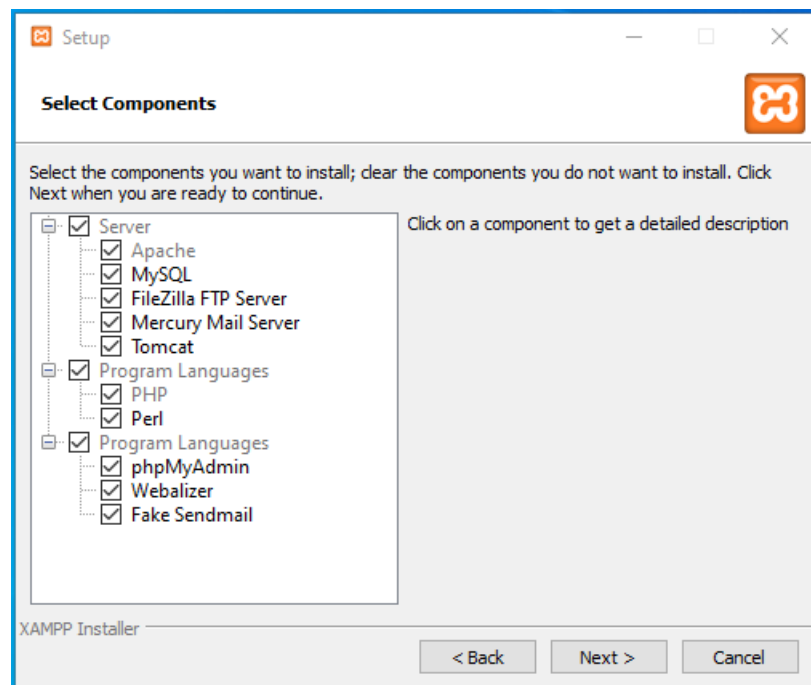 Setup
Select Components
Select the components you want to install; clear the components you do not want to install. Click
Next when you are ready to continue.
Server
Apache
MySQL
FileZilla FTP Server
Mercury Mail Server
Tomcat
Program Languages
PHP
Perl
Program Languages
phpMyAdmin
Webalizer
Fake Sendmail
Click on a component to get a detailed description
XAMPP Installer
< Back
Next >
Cancel